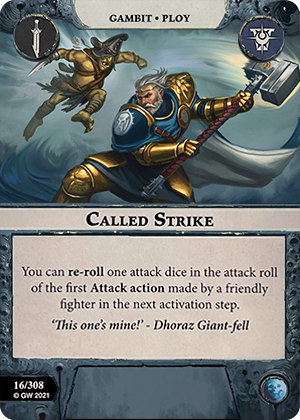 GAMBIT • PLOY
CALLED STRIKE
You can re-roll one attack dice in the attack roll
of the first Attack action made by a friendly
fighter in the next activation step.
'This one's mine!' - Dhoraz Giant-fell
16/308
© GW 2021